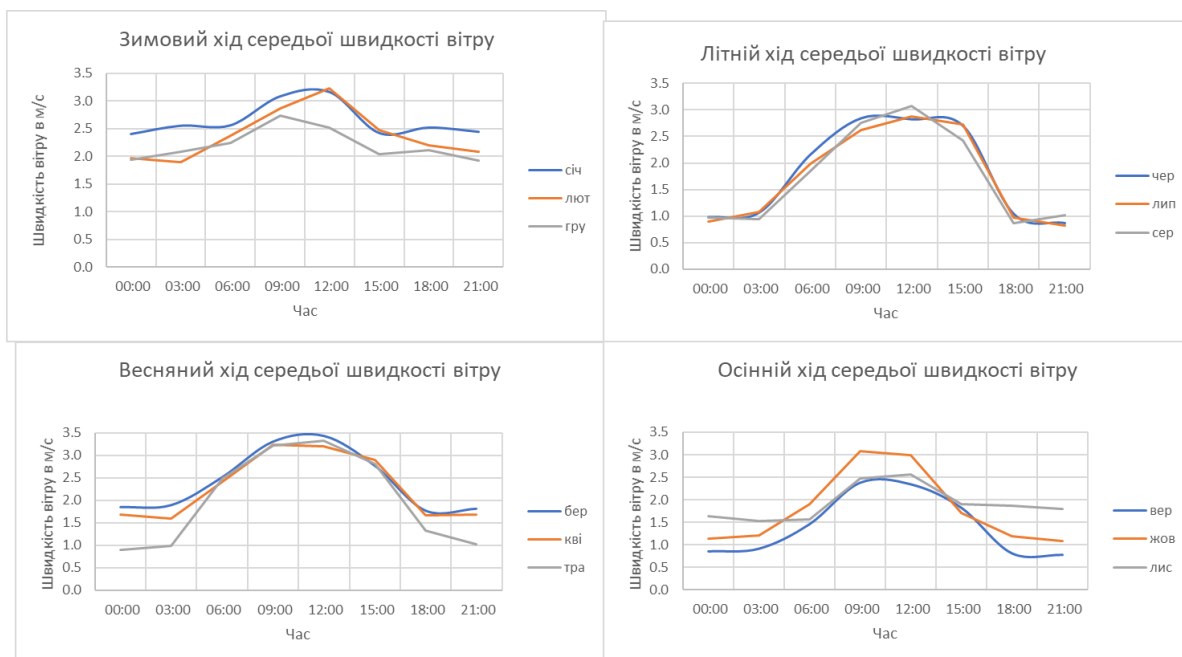 Зимовий хід середьої швидкості вітру
Швидкість вітру в м/с
3.5
3.0
2.5
2.0
1.5
1.0
0.5
0.0
00:00 03:00 06:00 09:00 12:00 15:00 18:00 21:00
Час
січ
лют
гру
Літній хід середьої швидкості вітру
Швидкість вітру в м/с
3.5
3.0
2.5
2.0
1.5
1.0
0.5
0.0
00:00 03:00 06:00 09:00 12:00 15:00 18:00 21:00
Час
чер
лип
сер
Весняний хід середьої швидкості вітру
Швидкість вітру в м/с
3.5
3.0
2.5
2.0
1.5
1.0
0.5
0.0
00:00 03:00 06:00 09:00 12:00 15:00 18:00 21:00
Час
бер
кві
тра
Осінній хід середьої швидкості вітру
Швидкість вітру в м/с
3.5
3.0
2.5
2.0
1.5
1.0
0.5
0.0
00:00 03:00 06:00 09:00 12:00 15:00 18:00 21:00
Час
вер
жов
лис